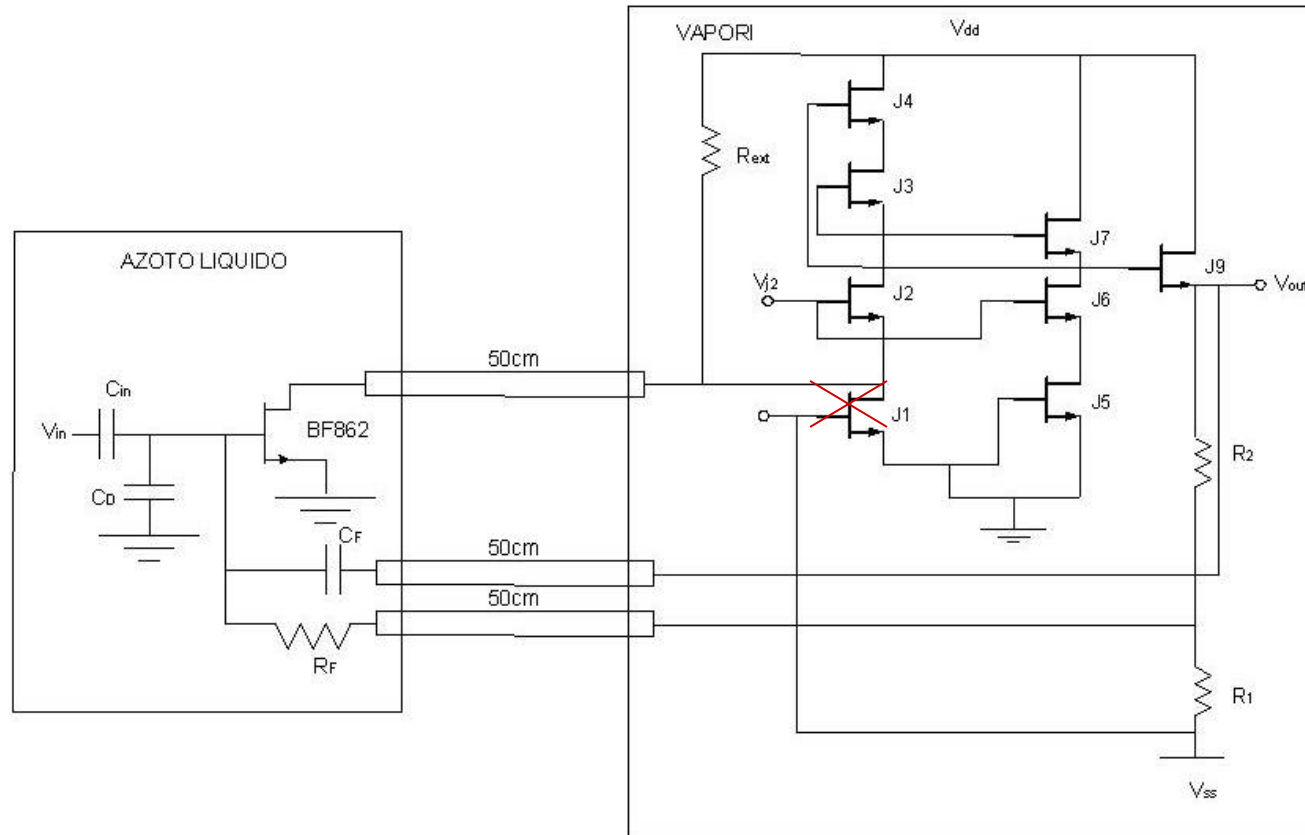 VAPORI
Vdd
J4
Rext
J3
J7
AZOTO LIQUIDO
J9
Vj2
J2
J6
Vout
50cm
Cin
J1
J5
Vin
BF862
R2
CD
CF
50cm
50cm
RF
R1
Vss